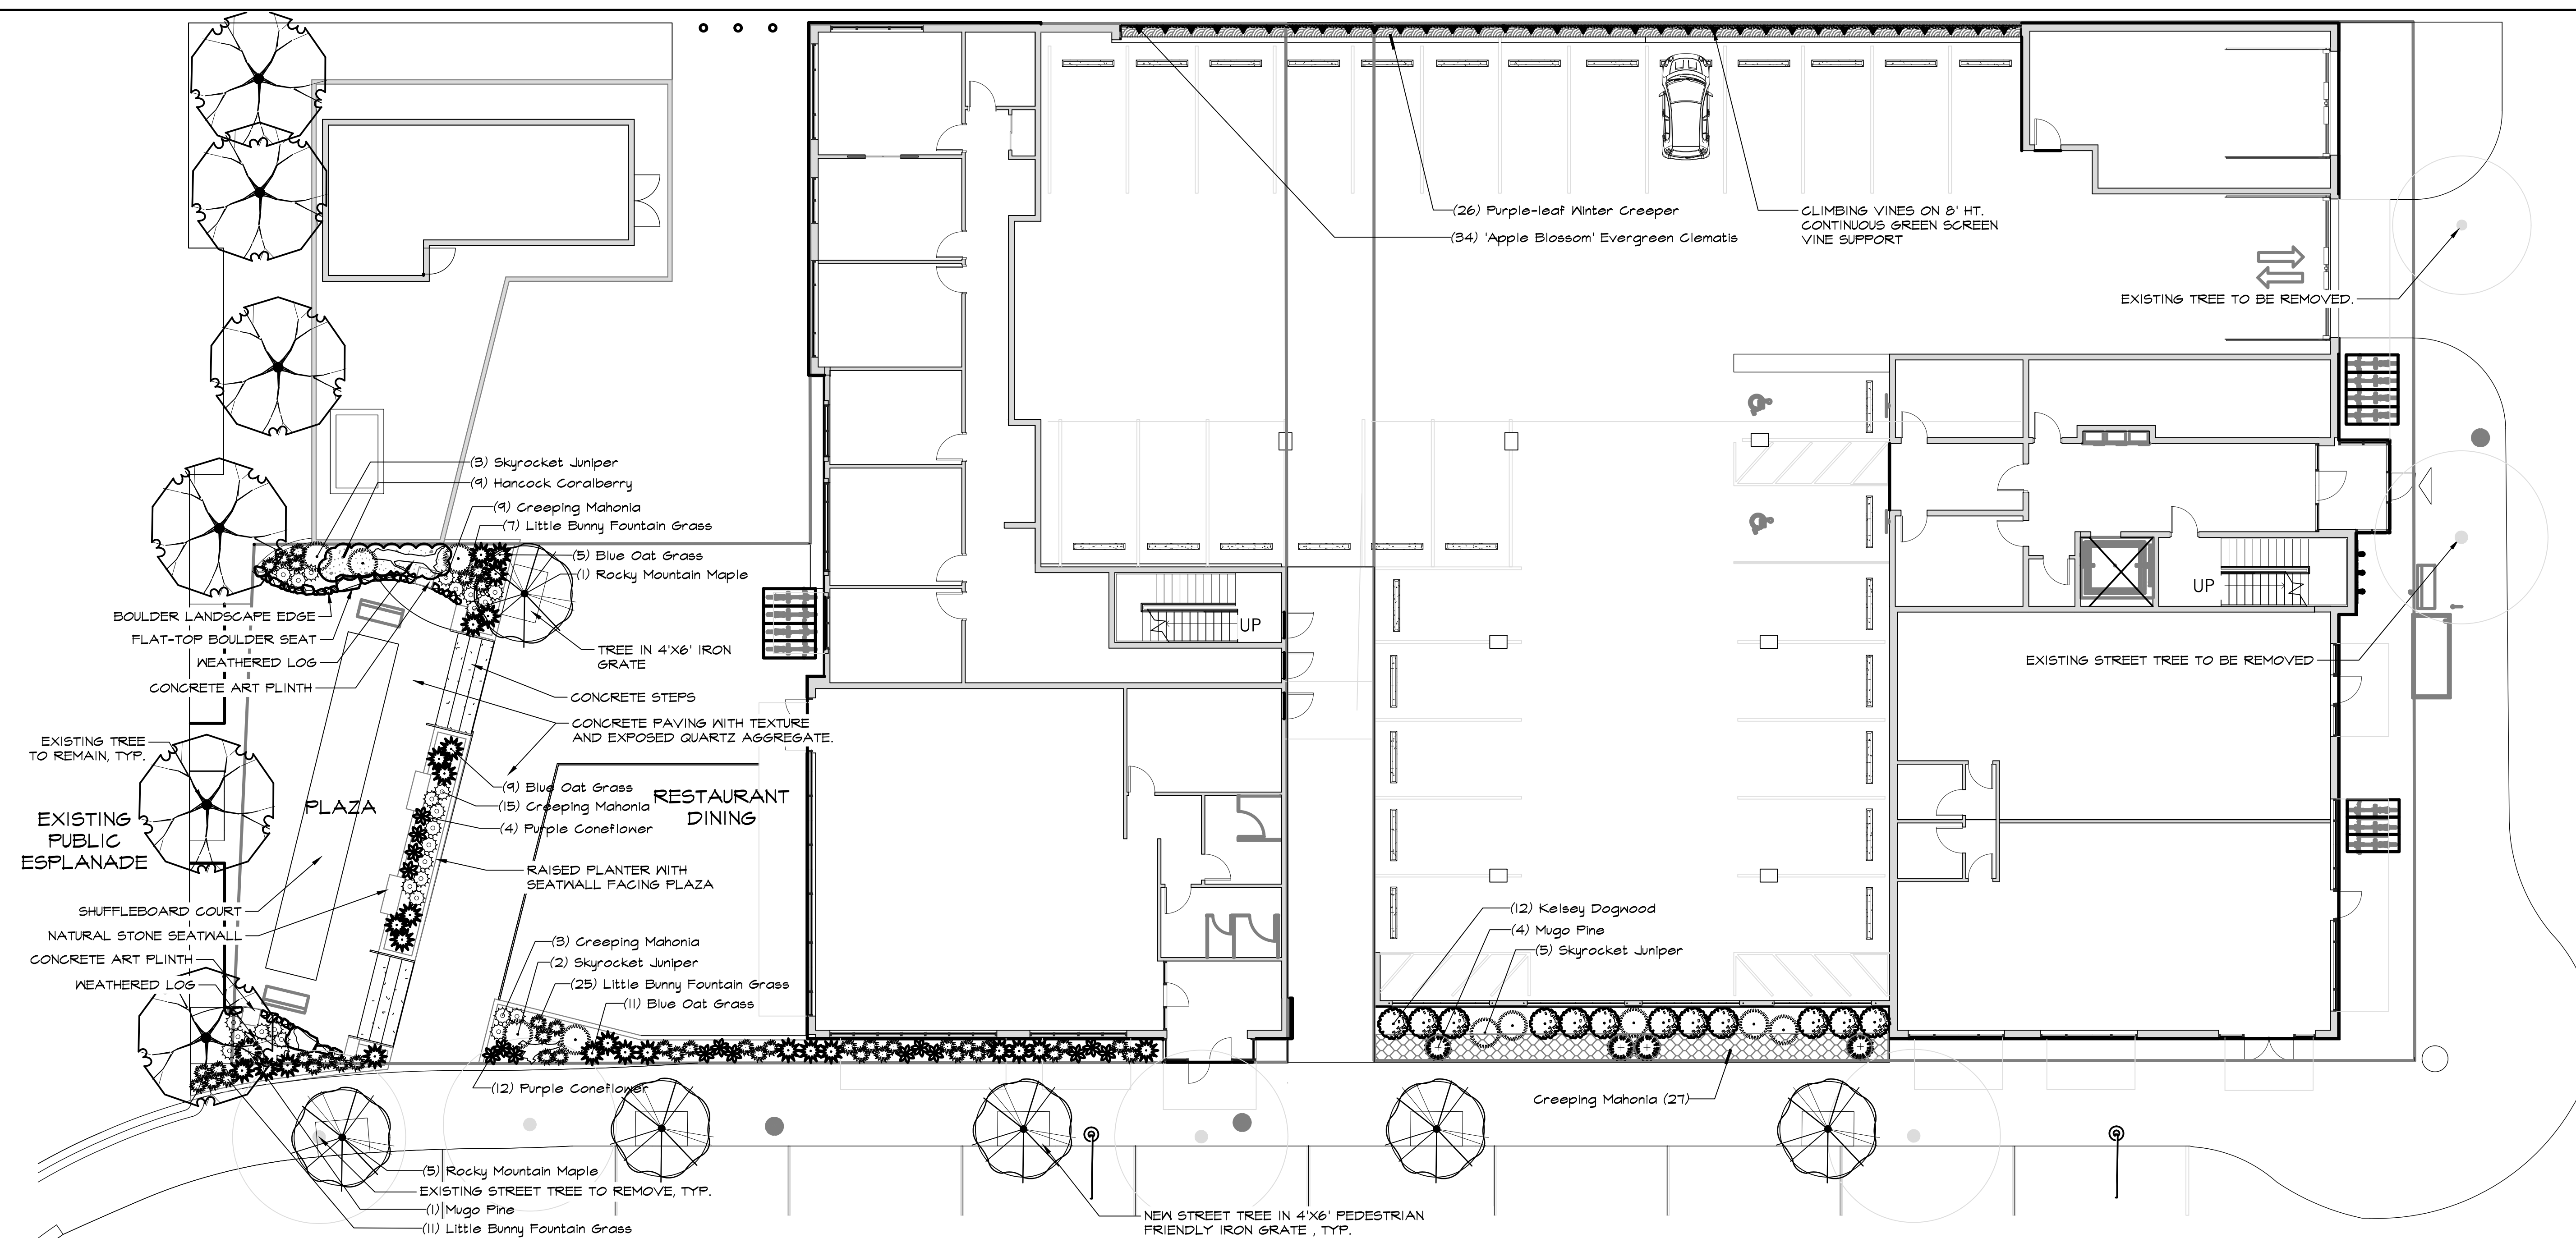 (26) Purple-leaf Winter Creeper
(34) 'Apple Blossom' Evergreen Clematis
CLIMBING VINES ON 8' HT.
CONTINUOUS GREEN SCREEN
VINE SUPPORT
EXISTING TREE TO BE REMOVED.
(3) Skyrocket Juniper
(9) Hancock Coralberry
(9) Creeping Mahonia
(7) Little Bunny Fountain Grass
(5) Blue Oat Grass
(1) Rocky Mountain Maple
BOULDER LANDSCAPE EDGE
FLAT-TOP BOULDER SEAT
WEATHERED LOG
CONCRETE ART PLINTH
TREE IN 4'X6' IRON
GRATE
CONCRETE STEPS
CONCRETE PAVING WITH TEXTURE
AND EXPOSED QUARTZ AGGREGATE.
UP
UP
EXISTING STREET TREE TO BE REMOVED
EXISTING TREE
TO REMAIN, TYP.
(9) Blue Oat Grass
(15) Creeping Mahonia
(4) Purple Coneflower
RESTAURANT
DINING
PLAZA
EXISTING
PUBLIC
ESPLANADE
RAISED PLANTER WITH
SEATWALL FACING PLAZA
SHUFFLEBOARD COURT
NATURAL STONE SEATWALL
CONCRETE ART PLINTH
WEATHERED LOG
(3) Creeping Mahonia
(2) Skyrocket Juniper
(25) Little Bunny Fountain Grass
(11) Blue Oat Grass
(12) Kelsey Dogwood
(4) Mugo Pine
(5) Skyrocket Juniper
(12) Purple Coneflower
Creeping Mahonia (27)
(5) Rocky Mountain Maple
EXISTING STREET TREE TO REMOVE, TYP.
(1) Mugo Pine
(11) Little Bunny Fountain Grass
NEW STREET TREE IN 4'X6' PEDESTRIAN
FRIENDLY IRON GRATE , TYP.